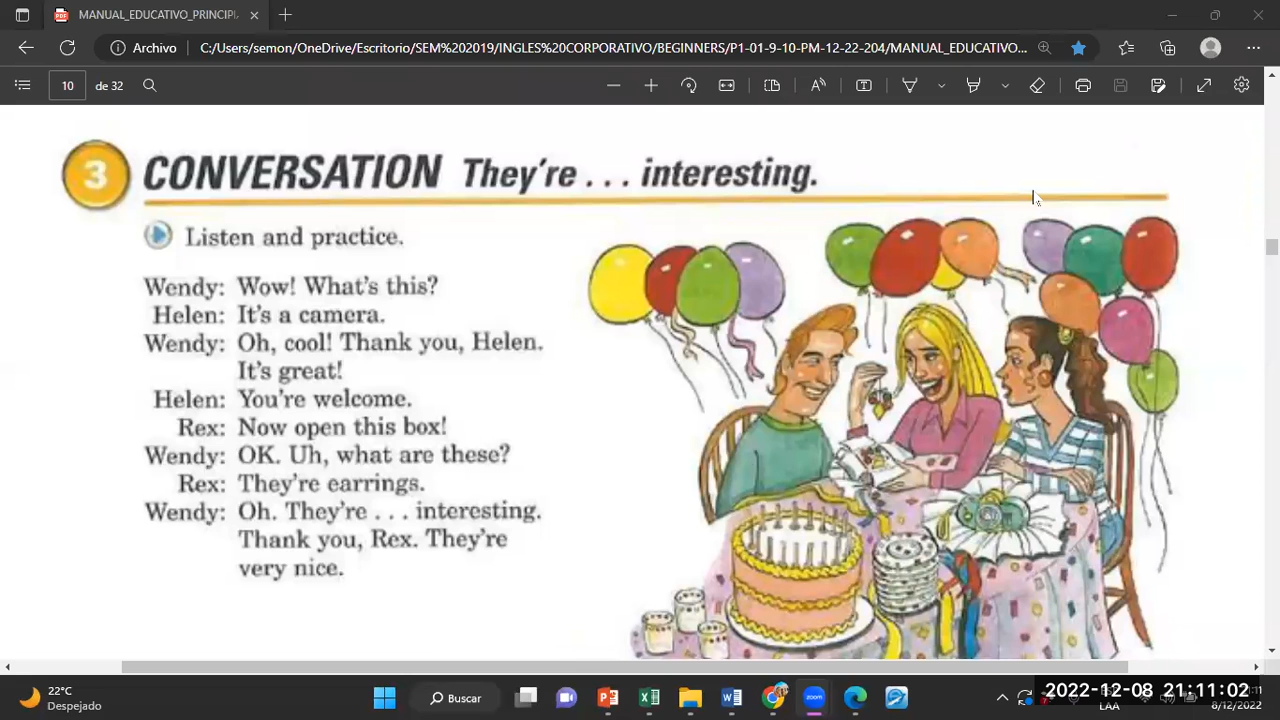 MANUAL_EDUCATIVO_PRINCIPI
Archivo C:/Users/semon/OneDrive/Escritorio/SEM%202019/INGLES%20CORPORATIVO/BEGINNERS/P1-01-9-10-PM-12-22-204/MANUAL_EDUCATIVO...
10 de 32
3 CONVERSATION They're . . . interesting.
Listen and practice.
Wendy: Wow! What's this?
Helen: It's a camera.
Wendy: Oh, cool! Thank you, Helen.
It's great!
Helen: You're welcome.
Rex: Now open this box!
Wendy: OK. Uh, what are these?
Rex: They're earrings.
Wendy: Oh. They're . . . interesting.
Thank you, Rex. They're
very nice.
22°C
Despejado
Buscar
2022-12-08 21:11:02
LAA
8/12/2022